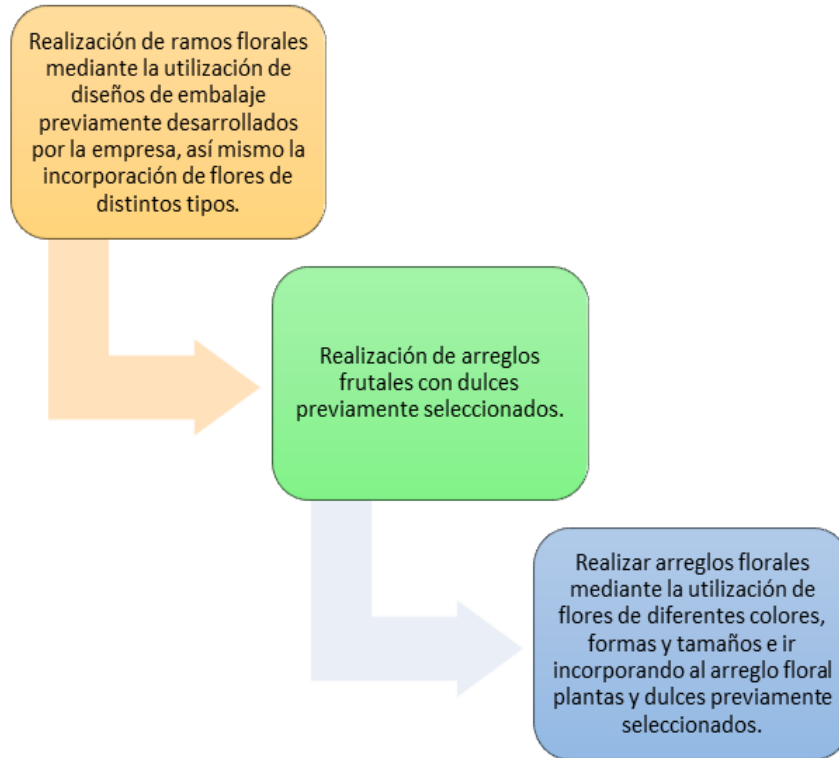 Realización de ramos florales
mediante la utilización de
diseños de embalaje
previamente desarrollados
por la empresa, así mismo la
incorporación de flores de
distintos tipos.
Realización de arreglos
frutales con dulces
previamente seleccionados.
Realizar arreglos florales
mediante la utilización de
flores de diferentes colores,
formas y tamaños e ir
incorporando al arreglo floral
plantas y dulces previamente
seleccionados.